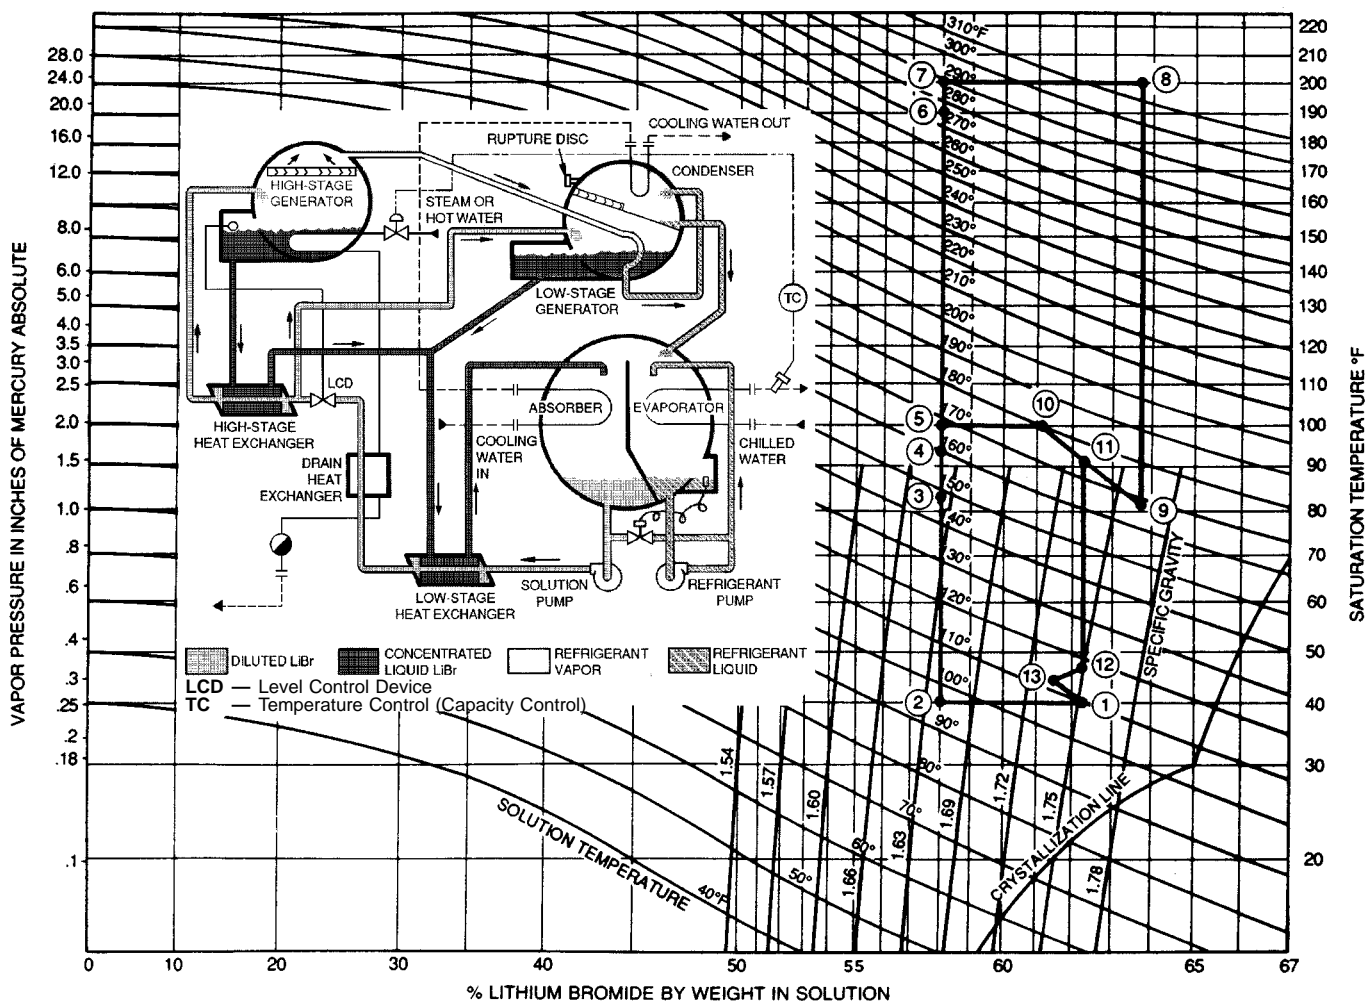 28.0
24.0
20.0
16.0
12.0
8.0
6.0
5.0
4.0
3.5
3.0
2.5
2.0
1.5
1.0
.8
.6
.4
.3
.25
.2
.18
.1
VAPOR PRESSURE IN INCHES OF MERCURY ABSOLUTE
RUPTURE DISC
COOLING WATER OUT
CONDENSER
HIGH-STAGE
GENERATOR
STEAM OR
HOT WATER
LOW-STAGE
GENERATOR
TC
LCD
HIGH-STAGE
HEAT EXCHANGER
ABSORBER
EVAPORATOR
COOLING
WATER
IN
CHILLED
WATER
DRAIN
HEAT
EXCHANGER
SOLUTION
PUMP
REFRIGERANT
PUMP
LOW-STAGE
HEAT EXCHANGER
DILUTED LiBr
CONCENTRATED
LIQUID LiBr
REFRIGERANT
VAPOR
REFRIGERANT
LIQUID
LCD — Level Control Device
TC — Temperature Control (Capacity Control)
310°F
300°
290°
280°
270°
260°
250°
240°
230°
220°
210°
200°
190°
180°
170°
160°
150°
40°
30°
120°
110°
100°
90°
80°
70°
60°
50°
40°F
SOLUTION TEMPERATURE
7
8
6
5
10
4
11
3
9
12
13
2
1
SPECIFIC GRAVITY
CRYSTALLIZATION LINE
1.54
1.57
1.60
1.66
1.63
1.69
1.72
1.75
1.78
220
210
200
190
180
170
160
150
140
130
120
110
100
90
80
70
60
50
40
30
20
SATURATION TEMPERATURE °F
0 10 20 30 40 50 55 60 65 67
% LITHIUM BROMIDE BY WEIGHT IN SOLUTION